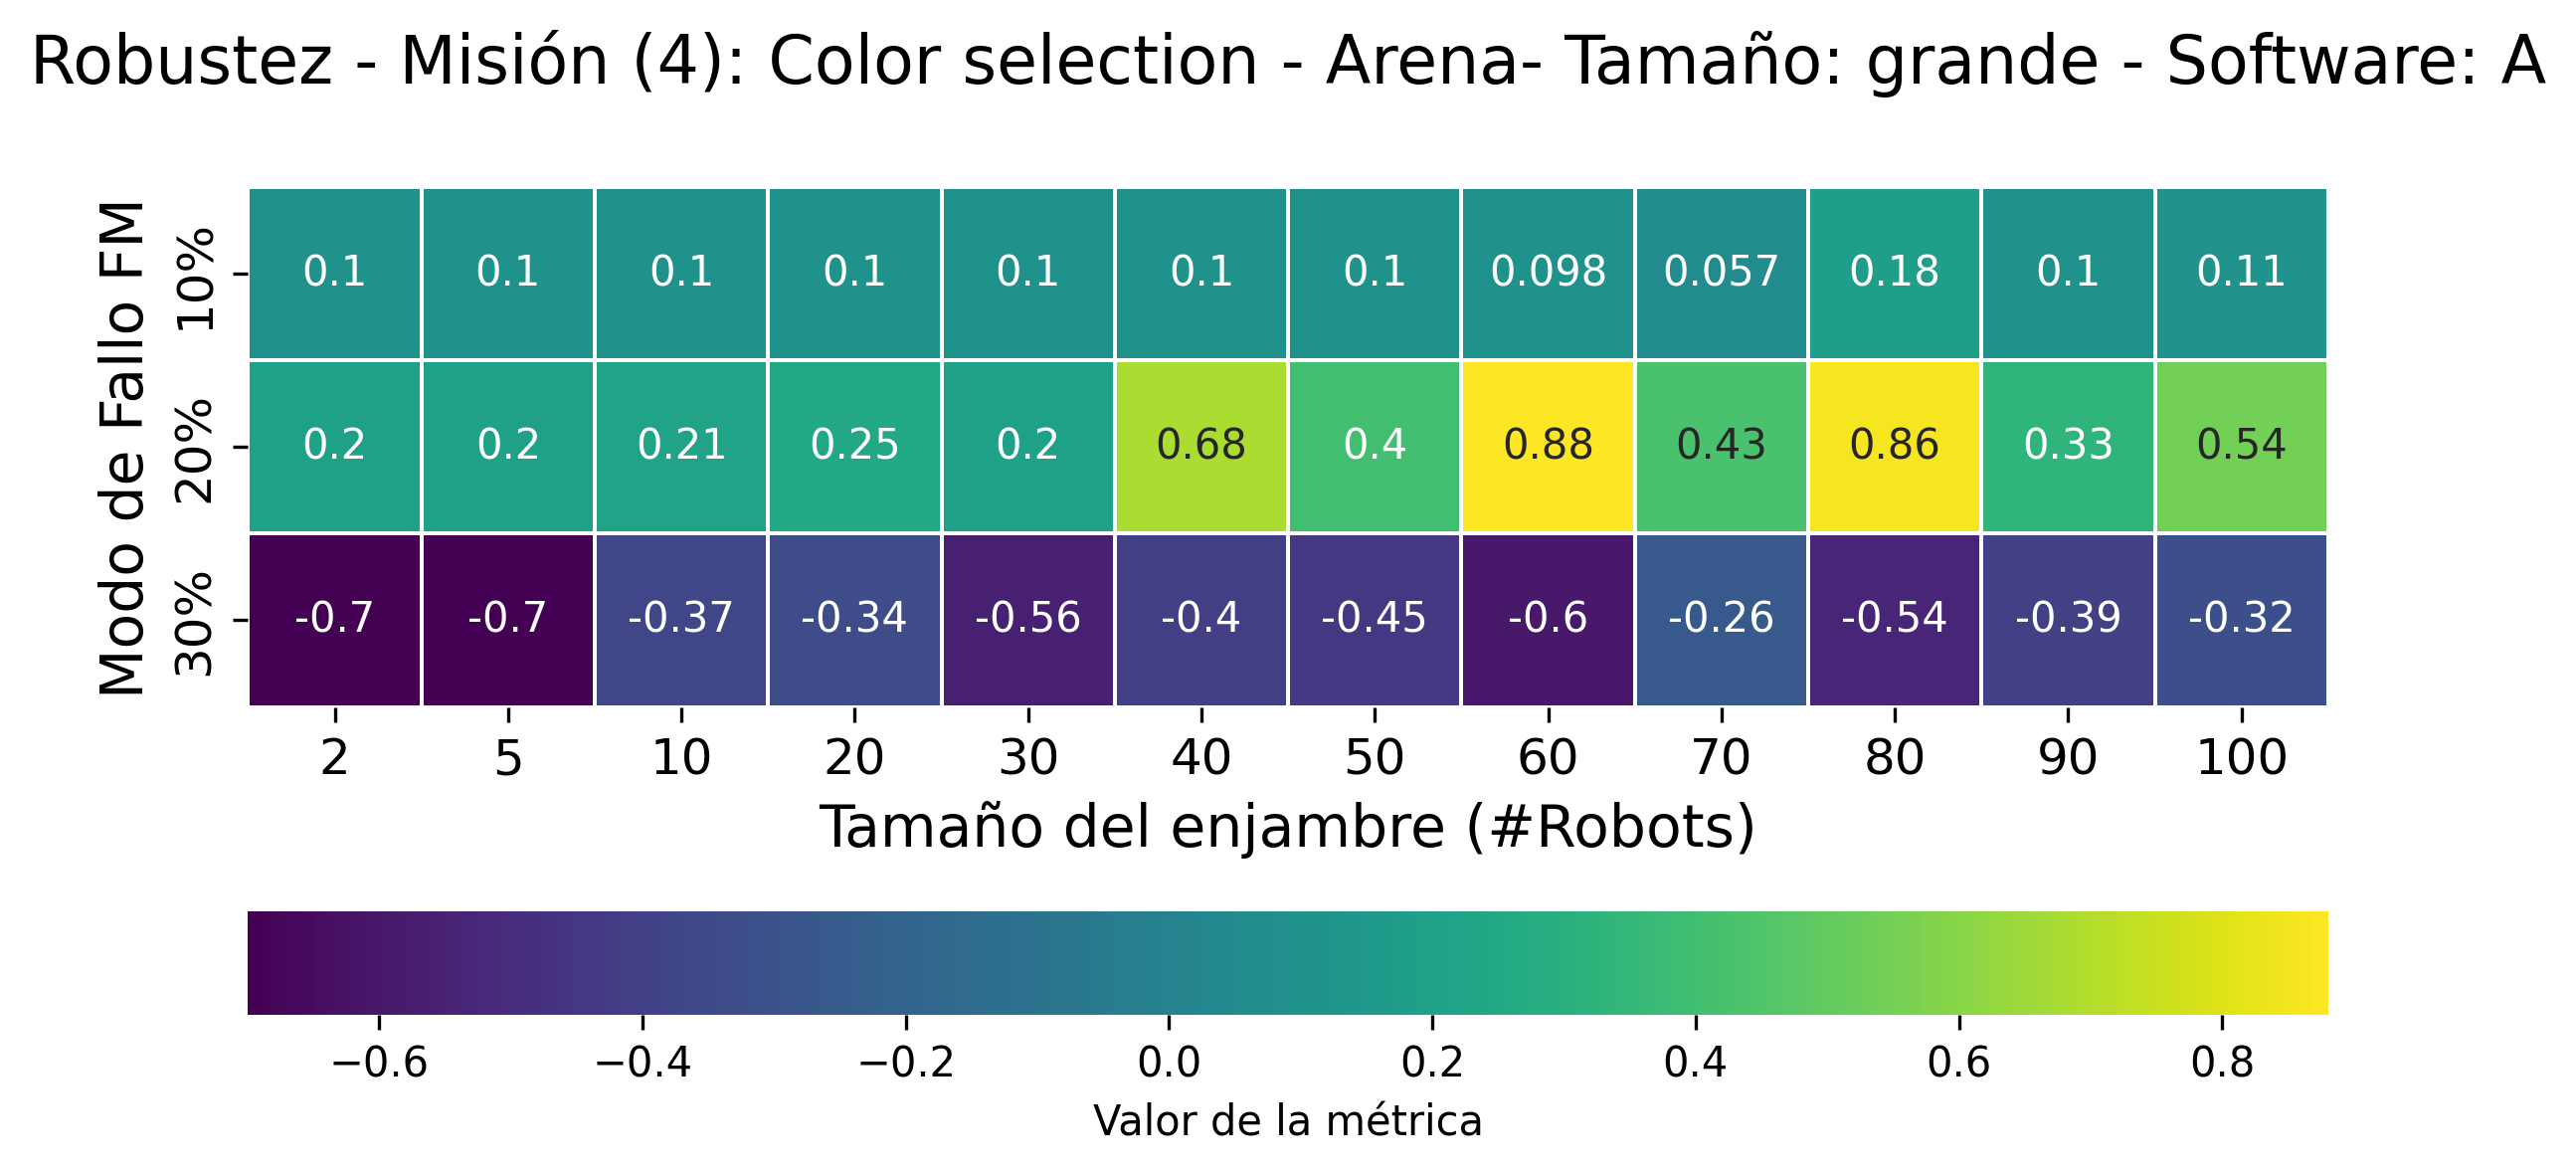 Robustez - Misión (4): Color selection - Arena- Tamaño: grande - Software: A
Modo de Fallo FM
10%
0.1 0.1 0.1 0.1 0.1 0.1 0.1 0.098 0.057 0.18 0.1 0.11
20%
0.2 0.2 0.21 0.25 0.2 0.68 0.4 0.88 0.43 0.86 0.33 0.54
30%
-0.7 -0.7 -0.37 -0.34 -0.56 -0.4 -0.45 -0.6 -0.26 -0.54 -0.39 -0.32
2 5 10 20 30 40 50 60 70 80 90 100
Tamaño del enjambre (#Robots)
−0.6 −0.4 −0.2 0.0 0.2 0.4 0.6 0.8
Valor de la métrica